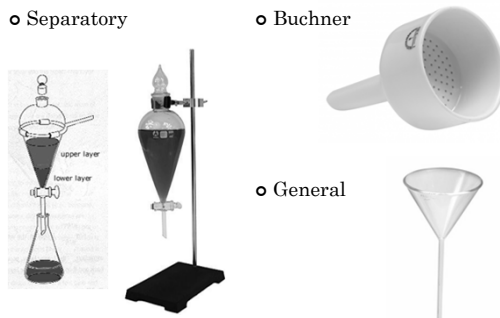 Separatory
upper layer
lower layer
Buchner
General